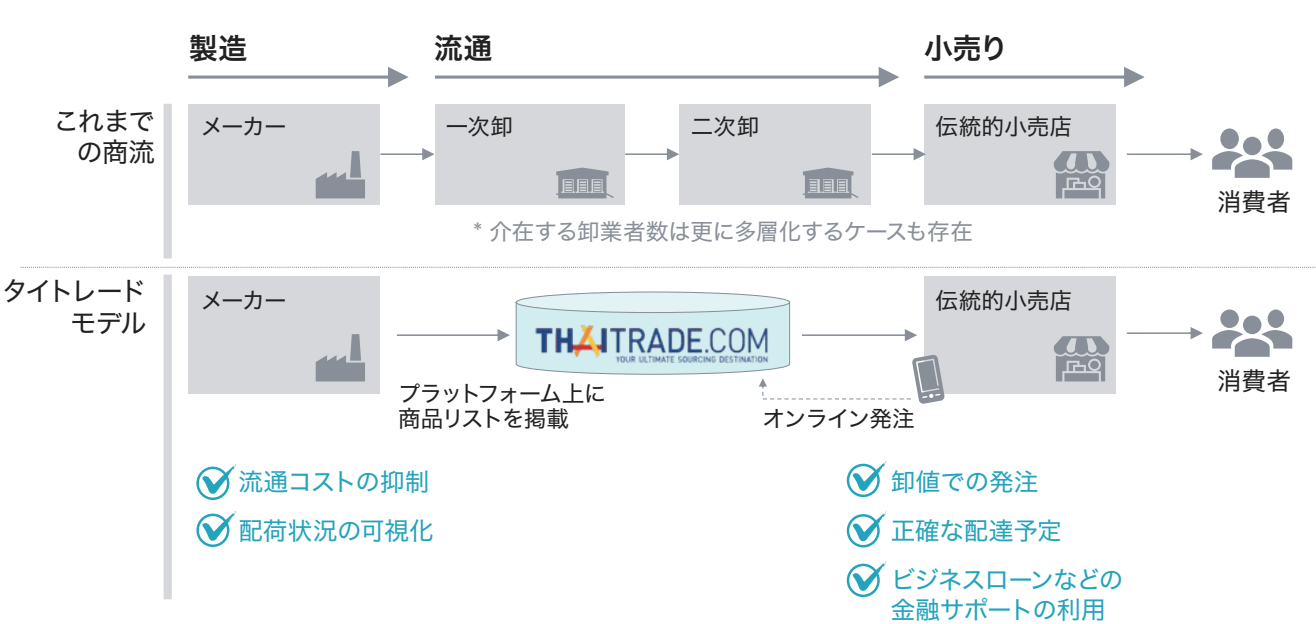 製造
流通
小売り
これまで
の商流
メーカー
一次卸
二次卸
伝統的小売店
消費者
* 介在する卸業者数は更に多層化するケースも存在
タイトレード
モデル
メーカー
THAITRADE.COM
YOUR ULTIMATE SOURCING DESTINATION
伝統的小売店
消費者
プラットフォーム上に
商品リストを掲載
オンライン発注
流通コストの抑制
配荷状況の可視化
卸値での発注
正確な配達予定
ビジネスローンなどの
金融サポートの利用